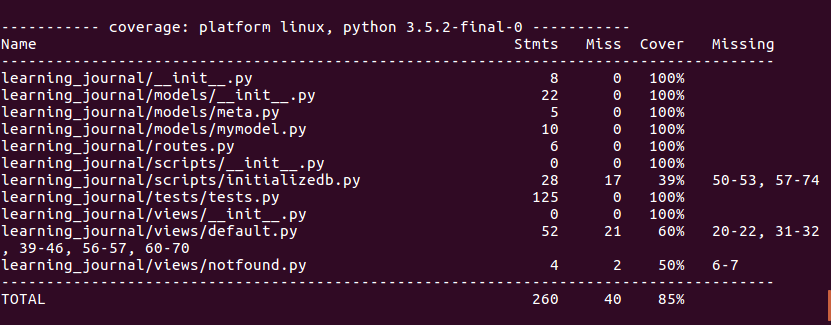 ----------- coverage: platform linux, python 3.5.2-final-0 -----------
Name                                      Stmts   Miss  Cover   Missing
-----------------------------------------------------------------------------
learning_journal/__init__.py                  8      0   100%
learning_journal/models/__init__.py          22      0   100%
learning_journal/models/meta.py               5      0   100%
learning_journal/models/mymodel.py           10      0   100%
learning_journal/routes.py                    6      0   100%
learning_journal/scripts/__init__.py          0      0   100%
learning_journal/scripts/initializedb.py     28     17    39%   50-53, 57-74
learning_journal/tests/tests.py             125      0   100%
learning_journal/views/__init__.py            0      0   100%
learning_journal/views/default.py            52     21    60%   20-22, 31-32
, 39-46, 56-57, 60-70
learning_journal/views/notfound.py            4      2    50%   6-7
-----------------------------------------------------------------------------
TOTAL                                       260     40    85%